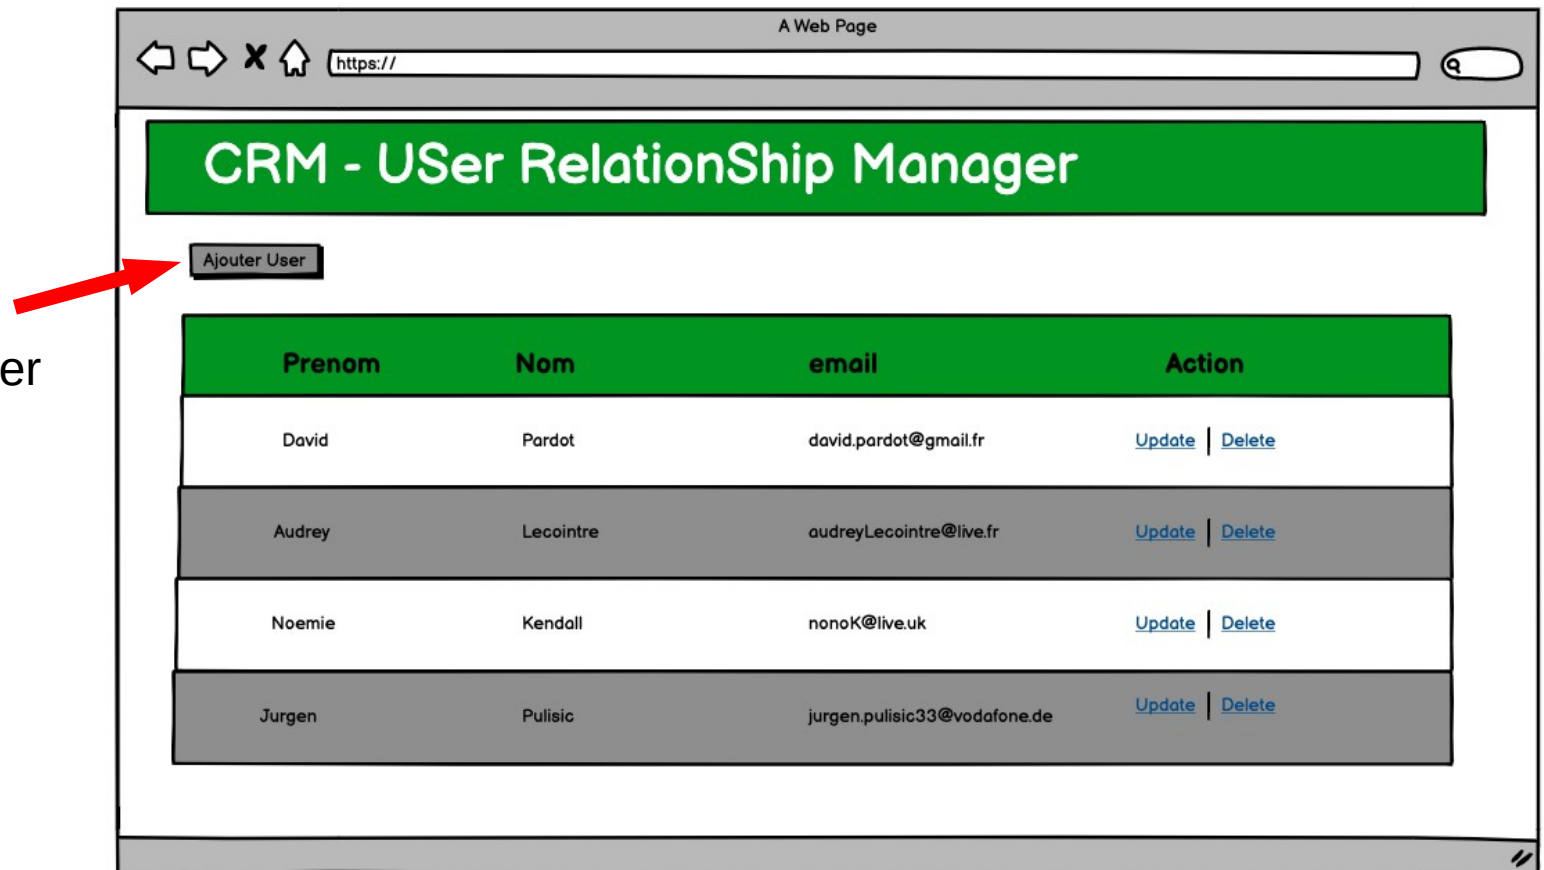 A Web Page
https://
CRM - USer RelationShip Manager
Ajouter User
er
Prenom Nom email Action
David Pardot david.pardot@gmail.fr Update | Delete
Audrey Lecointre audreyLecointre@live.fr Update | Delete
Noemie Kendall nonoK@live.uk Update | Delete
Jurgen Pulisic jurgen.pulisic33@vodafone.de Update | Delete